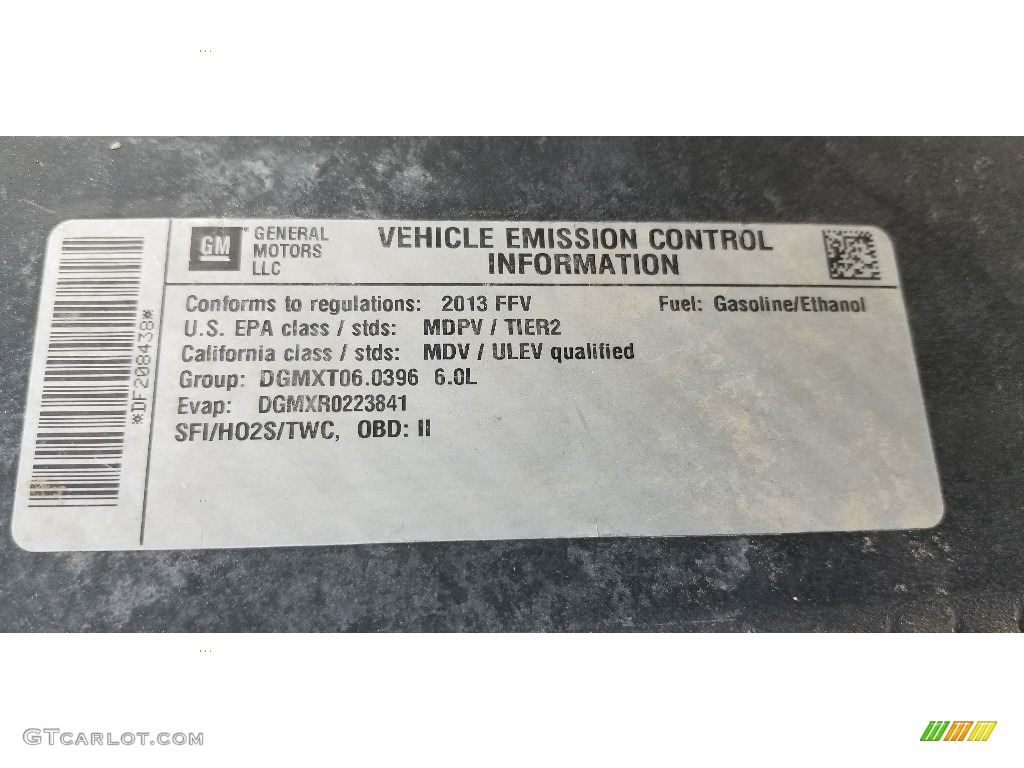 GM GENERAL
MOTORS
LLC
VEHICLE EMISSION CONTROL
INFORMATION
*DF208438*
Conforms to regulations: 2013 FFV
Fuel: Gasoline/Ethanol
U.S. EPA class / stds: MDPV / TIER2
California class / stds: MDV / ULEV qualified
Group: DGMXT06.0396 6.0L
Evap: DGMXR0223841
SFI/HO2S/TWC, OBD: II
GTCARLOT.COM